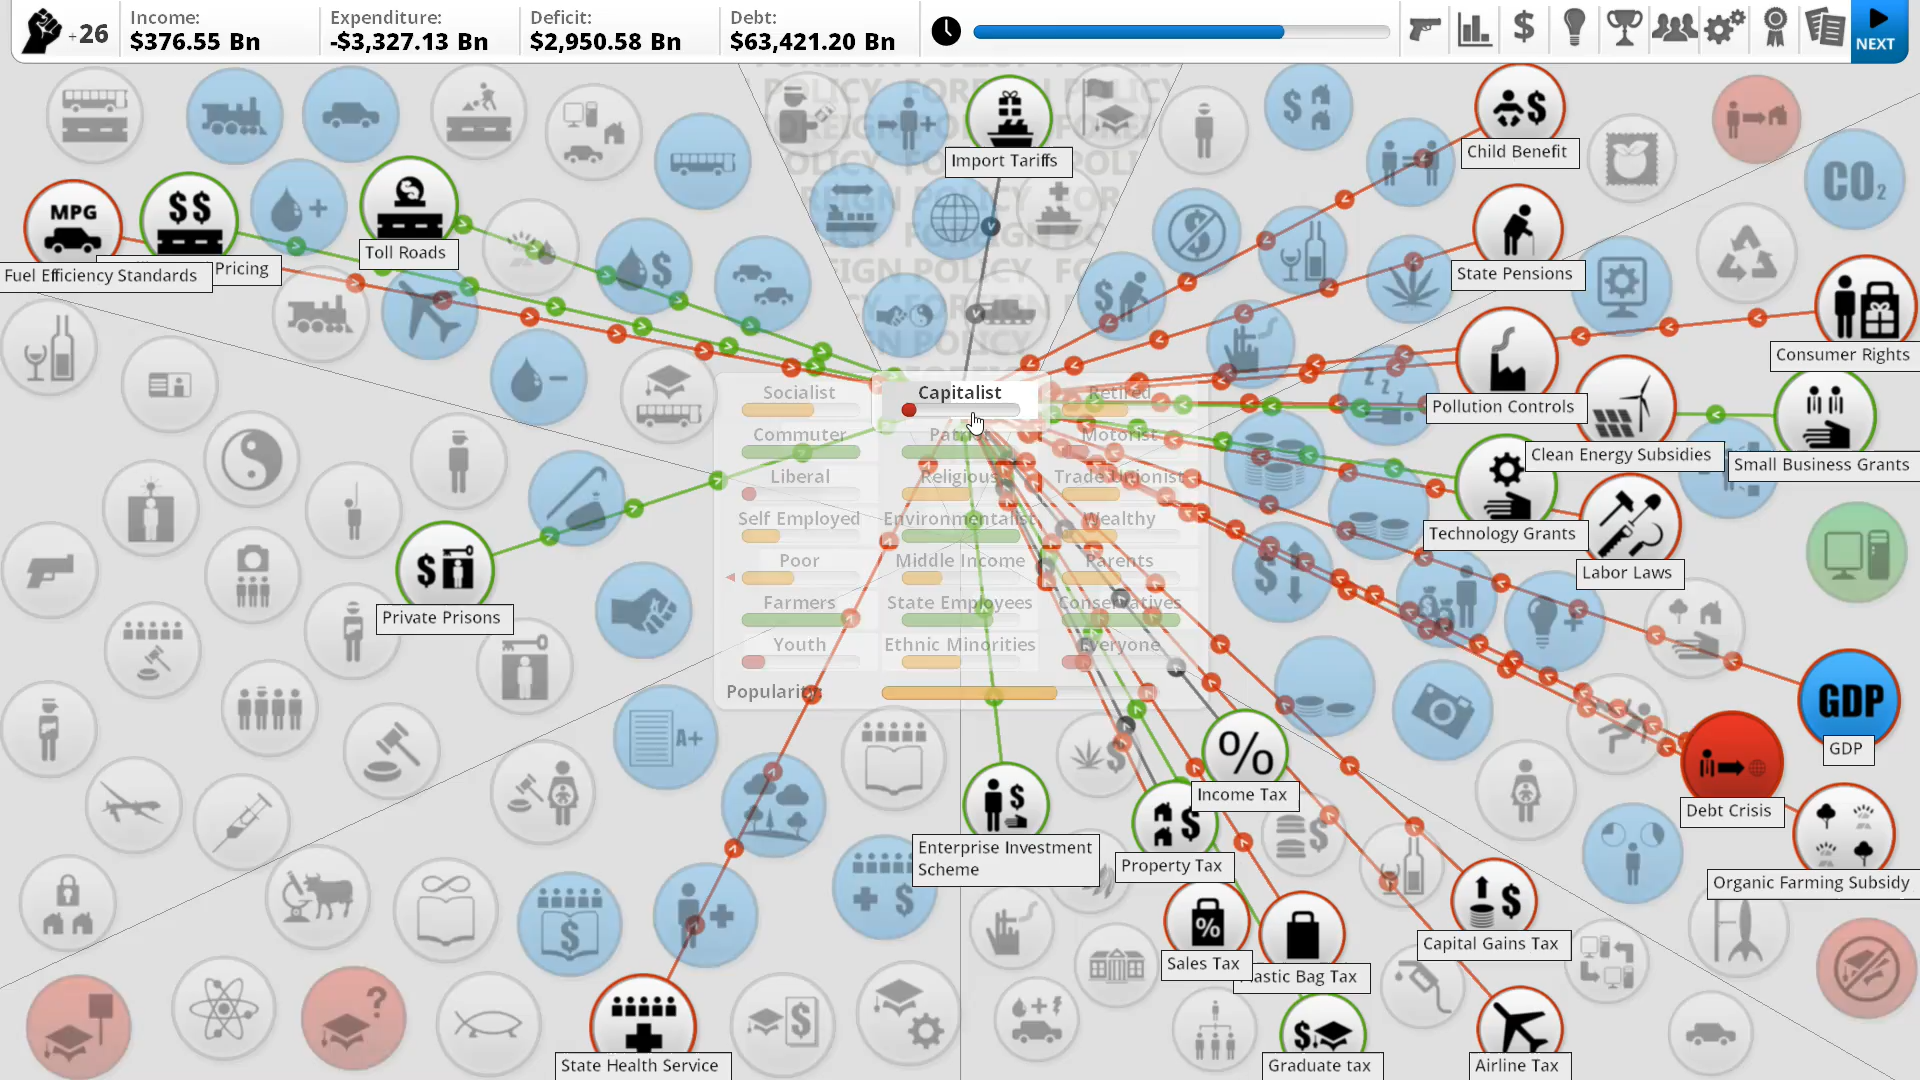 Income:
$376.55 Bn
Expenditure:
-$3,327.13 Bn
Deficit:
$2,950.58 Bn
Debt:
$63,421.20 Bn
+26
NEXT
FOREIGN POLICY
Import Tariffs
Child Benefit
CO2
MPG
$$
Toll Roads
Fuel Efficiency Standards
Pricing
State Pensions
Consumer Rights
Socialist
Capitalist
Retired
Pollution Controls
Commuter
Patriot
Motorist
Clean Energy Subsidies
Small Business Grants
Liberal
Religious
Trade Unionist
Self Employed
Environmentalist
Wealthy
Technology Grants
Poor
Middle Income
Parents
Labor Laws
Farmers
State Employees
Conservatives
Private Prisons
Youth
Ethnic Minorities
Everyone
Popularity:
GDP
GDP
A+
%
Income Tax
Debt Crisis
Enterprise Investment
Scheme
Property Tax
Organic Farming Subsidy
%
Sales Tax
astic Bag Tax
Capital Gains Tax
State Health Service
Graduate tax
Airline Tax